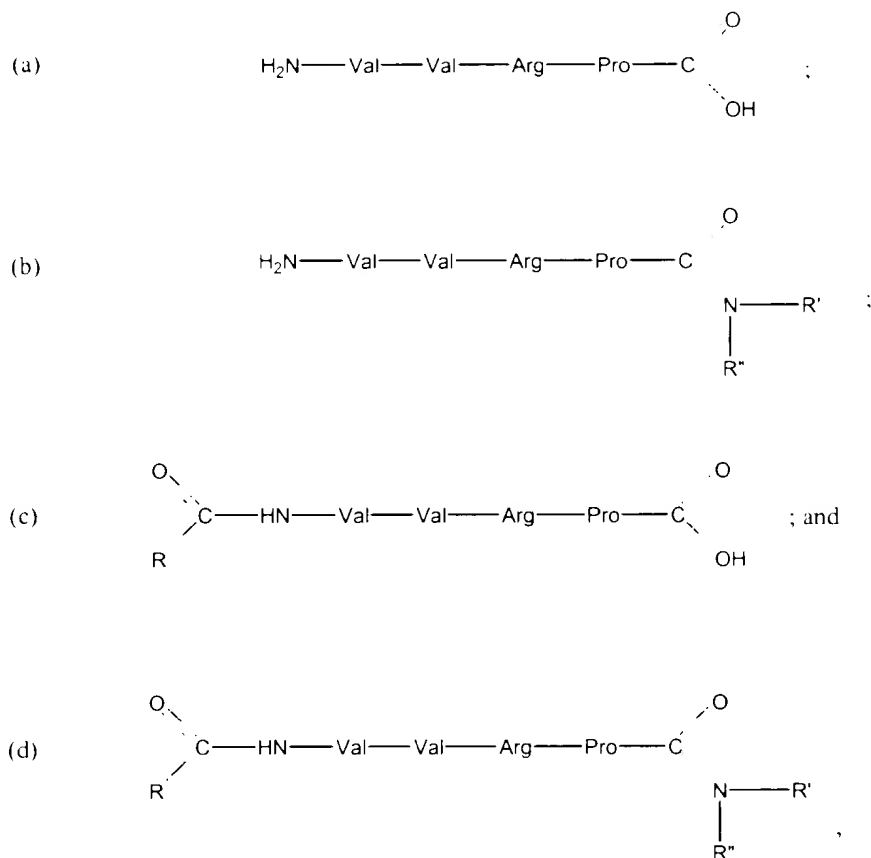 O
(a) H₂N Val Val Arg Pro C ;
OH
O
(b) H₂N Val Val Arg Pro C
N R' ;
R"
O O
(c) C HN Val Val Arg Pro C ; and
R OH
O O
(d) C HN Val Val Arg Pro C
R N R'
R" ,